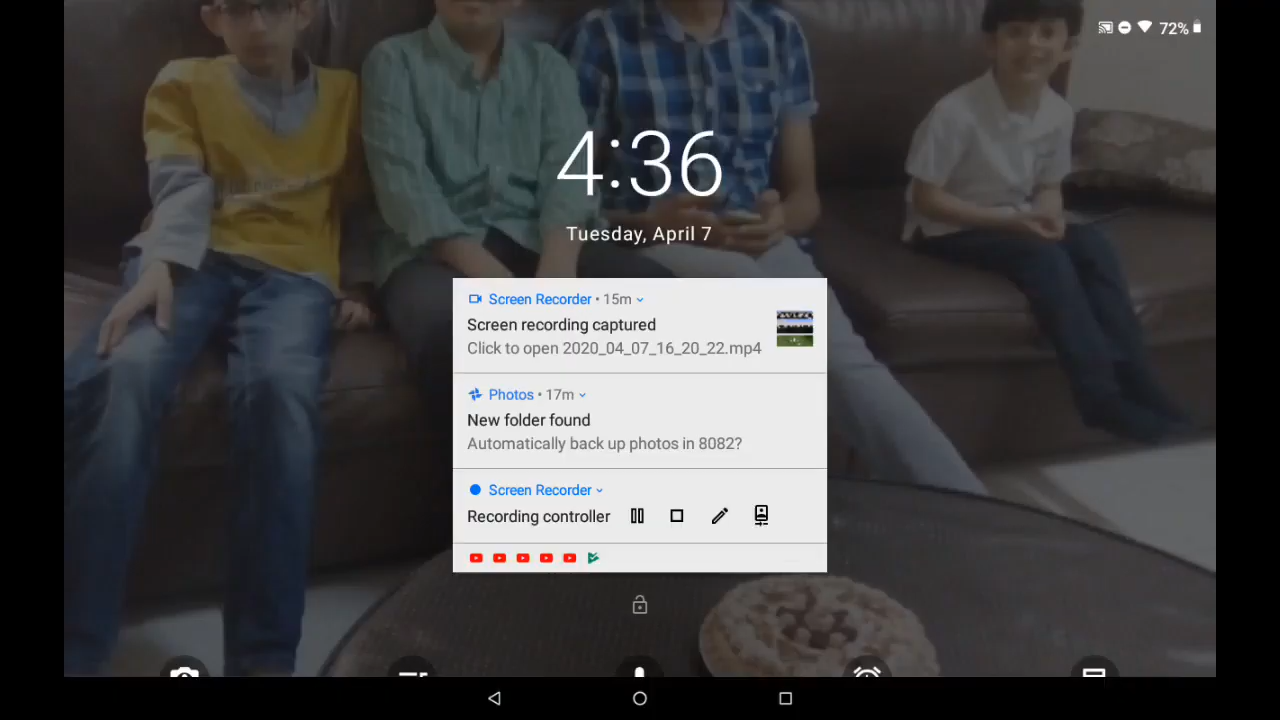 72%
4:36
Tuesday, April 7
Screen Recorder • 15m
Screen recording captured
Click to open 2020_04_07_16_20_22.mp4
Photos • 17m
New folder found
Automatically back up photos in 8082?
Screen Recorder
Recording controller